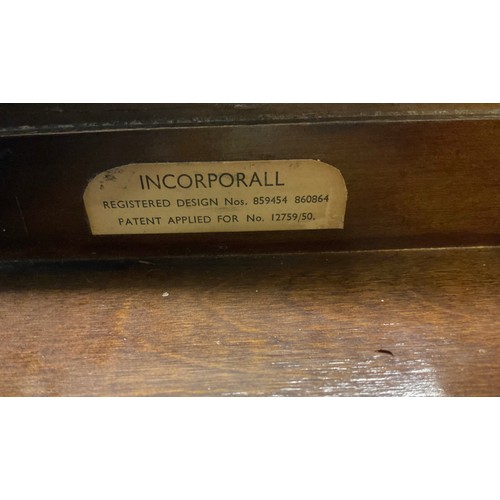 INCORPORALL
REGISTERED DESIGN Nos. 859454 860864
PATENT APPLIED FOR No. 12759/50.